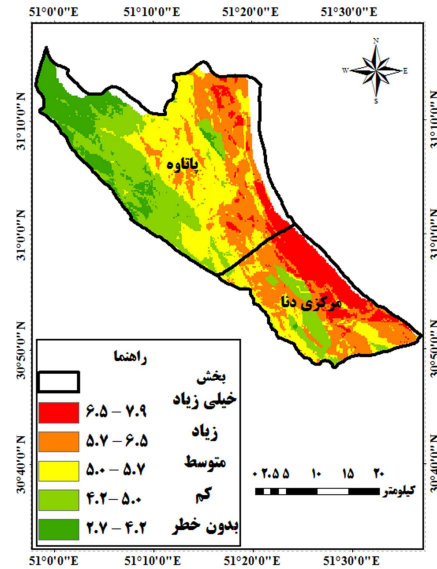 51°0'0"E 51°10'0"E 51°20'0"E 51°30'0"E
N
W E
S
31°10'0"N 31°10'0"N
پاتاوه
31°0'0"N 31°0'0"N
مرکزی دنا
30°50'0"N 30°50'0"N
راهنما
بخش
خیلی زیاد
۶.۵ – ۷.۹
زیاد
۵.۷ – ۶.۵
متوسط
۵.۰ – ۵.۷
کم
۴.۲ – ۵.۰
بدون خطر
۲.۷ – ۴.۲
30°40'0"N 30°40'0"N
۰ ۲.۵ ۵ ۱۰ ۱۵ ۲۰
کیلومتر
51°0'0"E 51°10'0"E 51°20'0"E 51°30'0"E